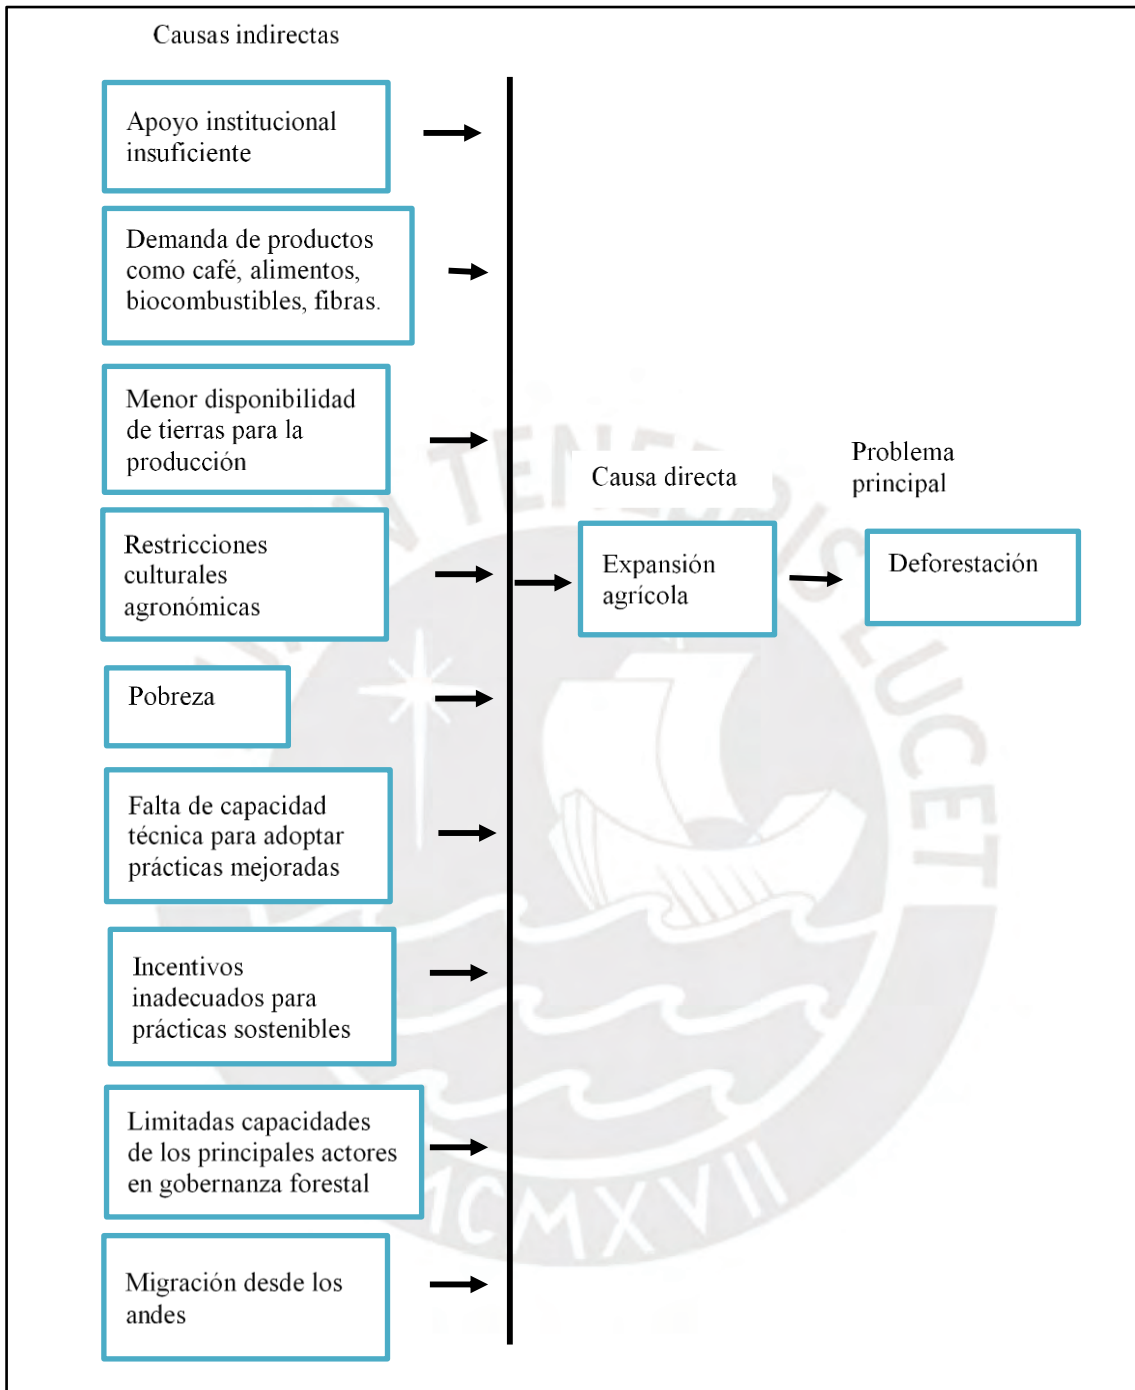 Causas indirectas
Apoyo institucional
insuficiente
Demanda de productos
como café, alimentos,
biocombustibles, fibras.
Menor disponibilidad
de tierras para la
producción
Restricciones
culturales
agronómicas
Pobreza
Falta de capacidad
técnica para adoptar
prácticas mejoradas
Incentivos
inadecuados para
prácticas sostenibles
Limitadas capacidades
de los principales actores
en gobernanza forestal
Migración desde los
andes
Causa directa
Expansión
agrícola
Problema
principal
Deforestación
TENEBRIS LUCET
MCMXVII